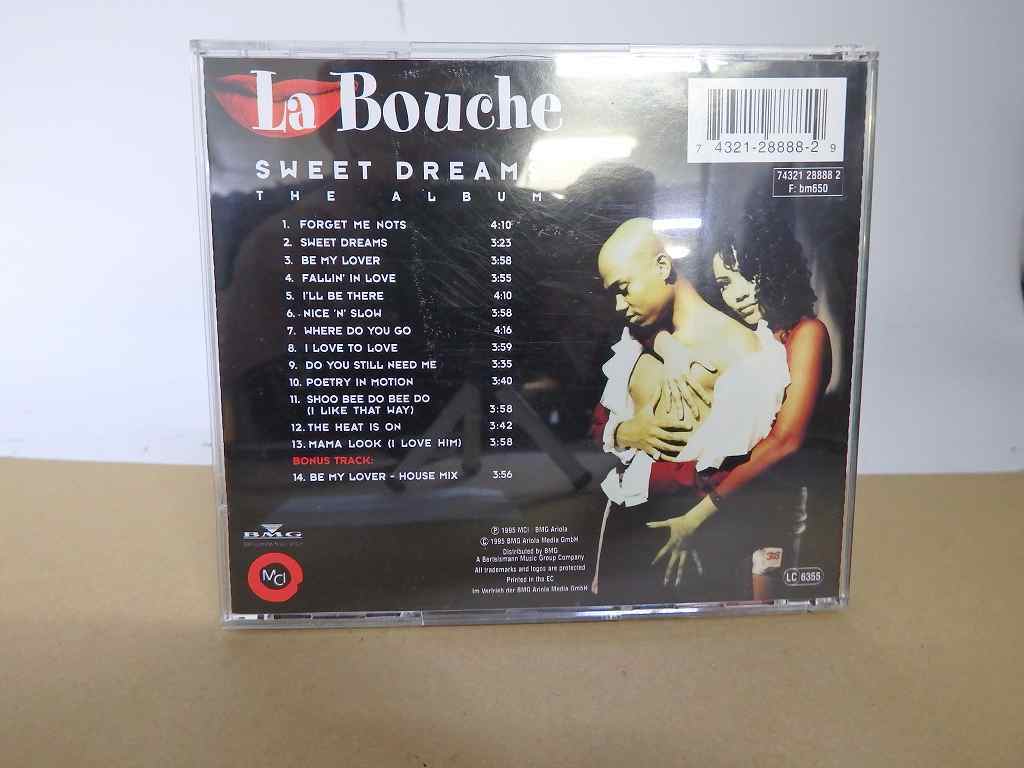 La Bouche
SWEET DREAM
THE ALBUM
1. FORGET ME NOTS 4:10
2. SWEET DREAMS 3:23
3. BE MY LOVER 3:58
4. FALLIN' IN LOVE 3:55
5. I'LL BE THERE 4:10
6. NICE 'N' SLOW 3:58
7. WHERE DO YOU GO 4:16
8. I LOVE TO LOVE 3:59
9. DO YOU STILL NEED ME 3:35
10. POETRY IN MOTION 3:40
11. SHOO BEE DO BEE DO
(I LIKE THAT WAY) 3:58
12. THE HEAT IS ON 3:42
13. MAMA LOOK (I LOVE HIM) 3:58
BONUS TRACK:
14. BE MY LOVER - HOUSE MIX 3:56
7 4321-28888-2 9
74321 28888 2
F: bm650
BMG
MCI
℗ 1995 MCI BMG Ariola
© 1995 BMG Ariola Media GmbH
Distributed by BMG
A Bertelsmann Music Group Company
All trademarks and logos are protected
Printed in the EC
Im Vertrieb der BMG Ariola Media GmbH
LC 6355